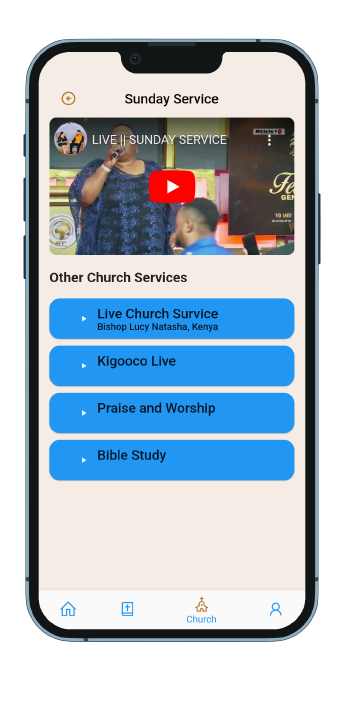 Sunday Service
LIVE || SUNDAY SERVICE
GEN
Other Church Services
Live Church Survice
Bishop Lucy Natasha, Kenya
Kigooco Live
Praise and Worship
Bible Study
Church